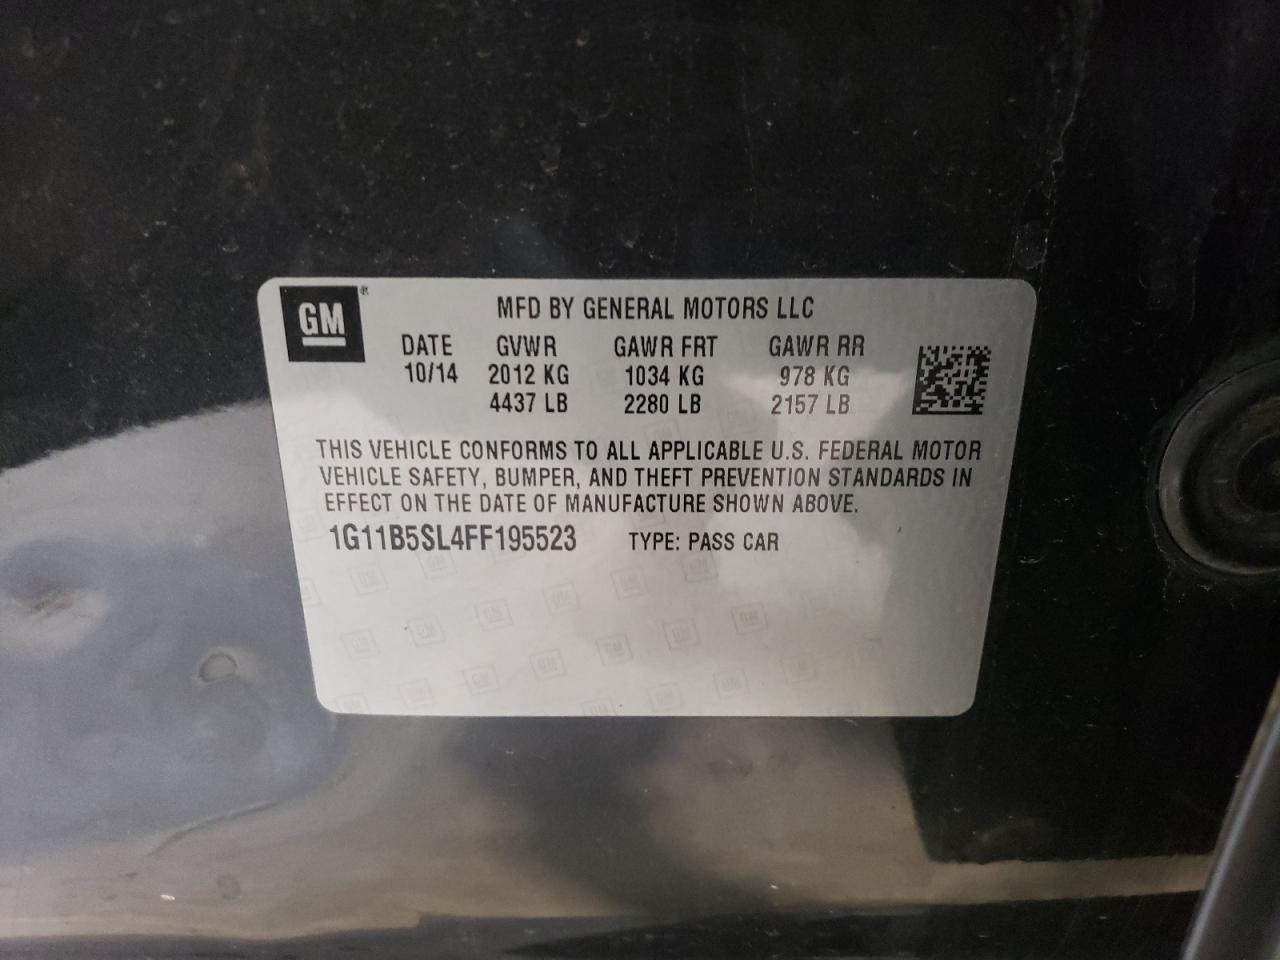 GM®
MFD BY GENERAL MOTORS LLC
DATE GVWR GAWR FRT GAWR RR
10/14 2012 KG 1034 KG 978 KG
4437 LB 2280 LB 2157 LB
THIS VEHICLE CONFORMS TO ALL APPLICABLE U.S. FEDERAL MOTOR
VEHICLE SAFETY, BUMPER, AND THEFT PREVENTION STANDARDS IN
EFFECT ON THE DATE OF MANUFACTURE SHOWN ABOVE.
1G11B5SL4FF195523 TYPE: PASS CAR